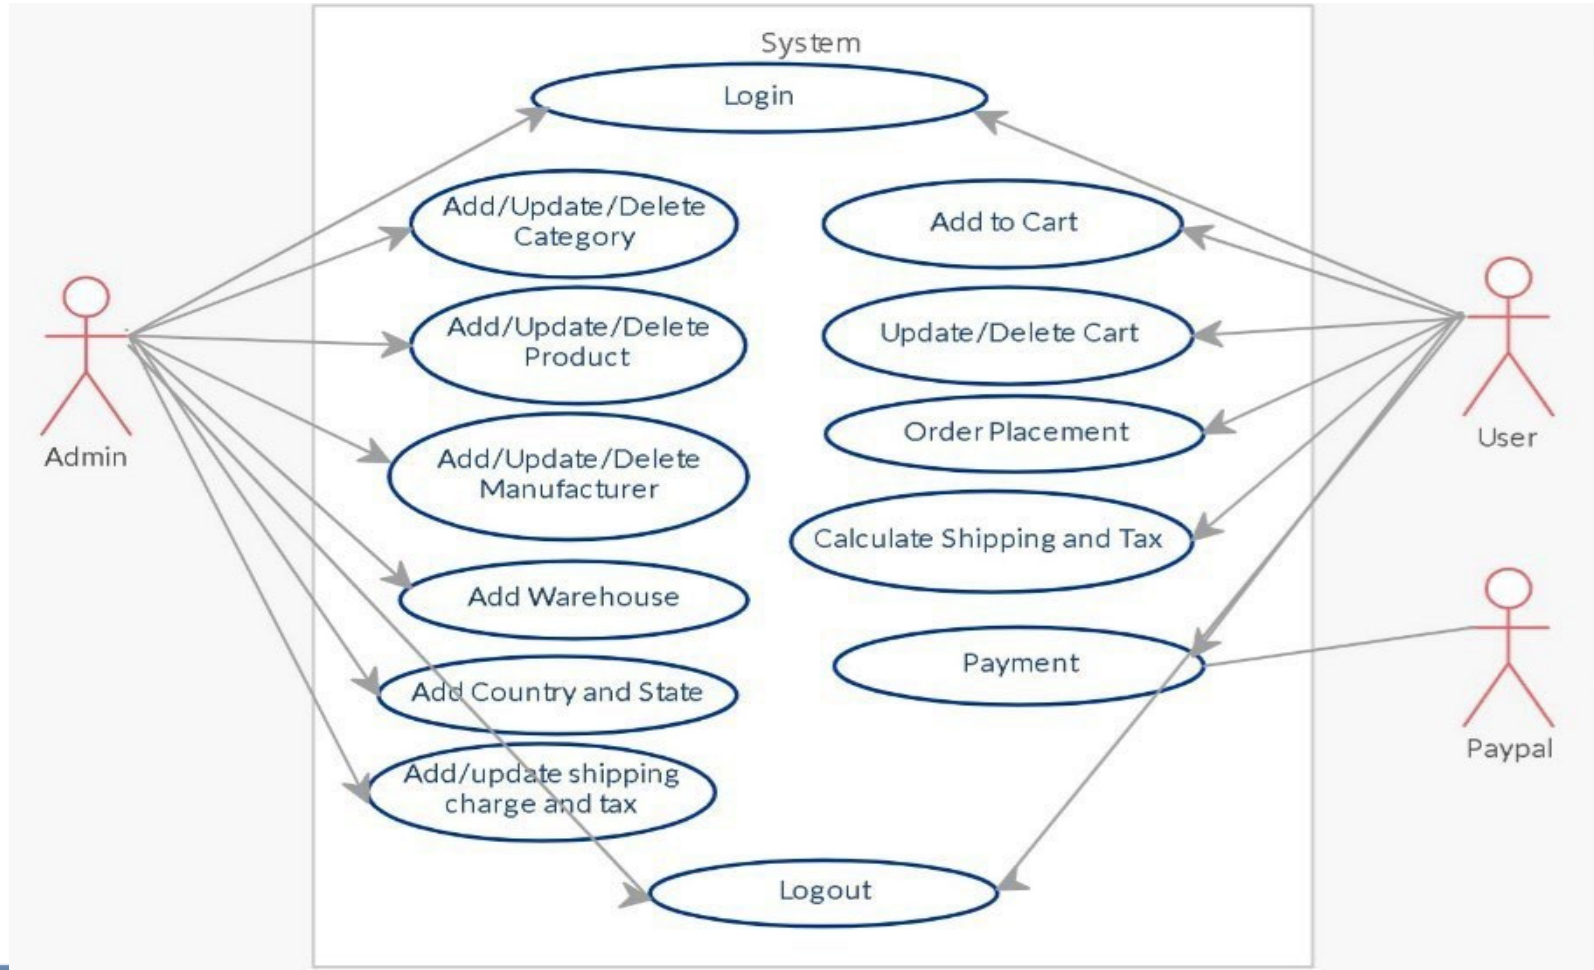 System
Login
Add/Update/Delete
Category
Add to Cart
Add/Update/Delete
Product
Update/Delete Cart
Add/Update/Delete
Manufacturer
Order Placement
Calculate Shipping and Tax
Add Warehouse
Payment
Add Country and State
Add/update shipping
charge and tax
Logout
Admin
User
Paypal